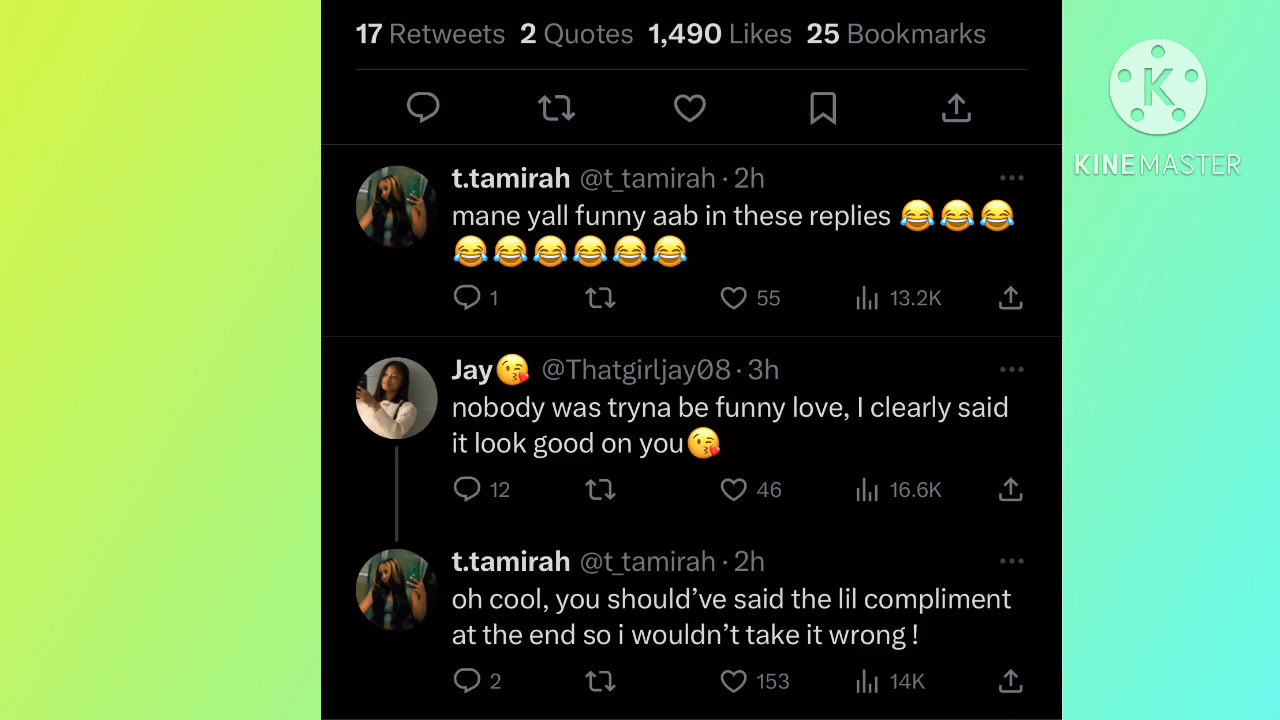 17 Retweets 2 Quotes 1,490 Likes 25 Bookmarks
K
KINEMASTER
t.tamirah @t_tamirah · 2h
mane yall funny aab in these replies 😂😂😂
😂😂😂😂😂😂
1 55 13.2K
Jay😘 @Thatgirljay08 · 3h
nobody was tryna be funny love, I clearly said
it look good on you😘
12 46 16.6K
t.tamirah @t_tamirah · 2h
oh cool, you should’ve said the lil compliment
at the end so i wouldn’t take it wrong !
2 153 14K